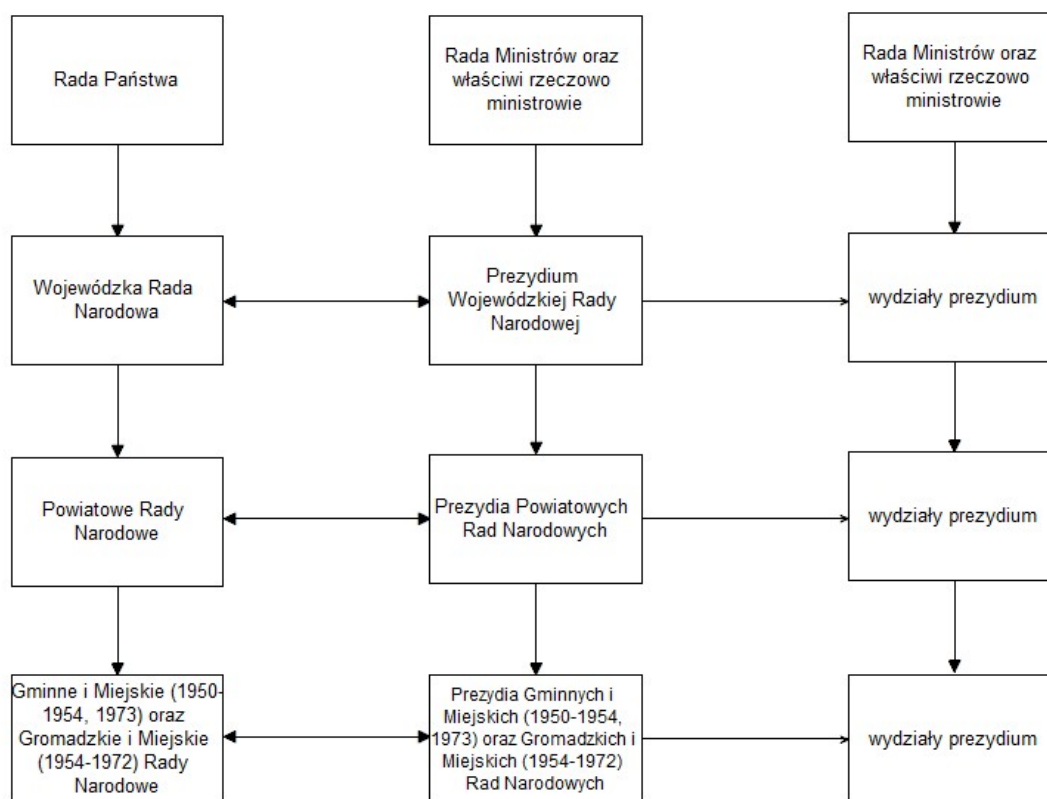 Rada Państwa
Rada Ministrów oraz
właściwi rzeczowo
ministrowie
Rada Ministrów oraz
właściwi rzeczowo
ministrowie
Wojewódzka Rada
Narodowa
Prezydium
Wojewódzkiej Rady
Narodowej
wydziały prezydium
Powiatowe Rady
Narodowe
Prezydia Powiatowych
Rad Narodowych
wydziały prezydium
Gminne i Miejskie (1950-
1954, 1973) oraz
Gromadzkie i Miejskie
(1954-1972) Rady
Narodowe
Prezydia Gminnych i
Miejskich (1950-1954,
1973) oraz Gromadzkich i
Miejskich (1954-1972)
Rad Narodowych
wydziały prezydium